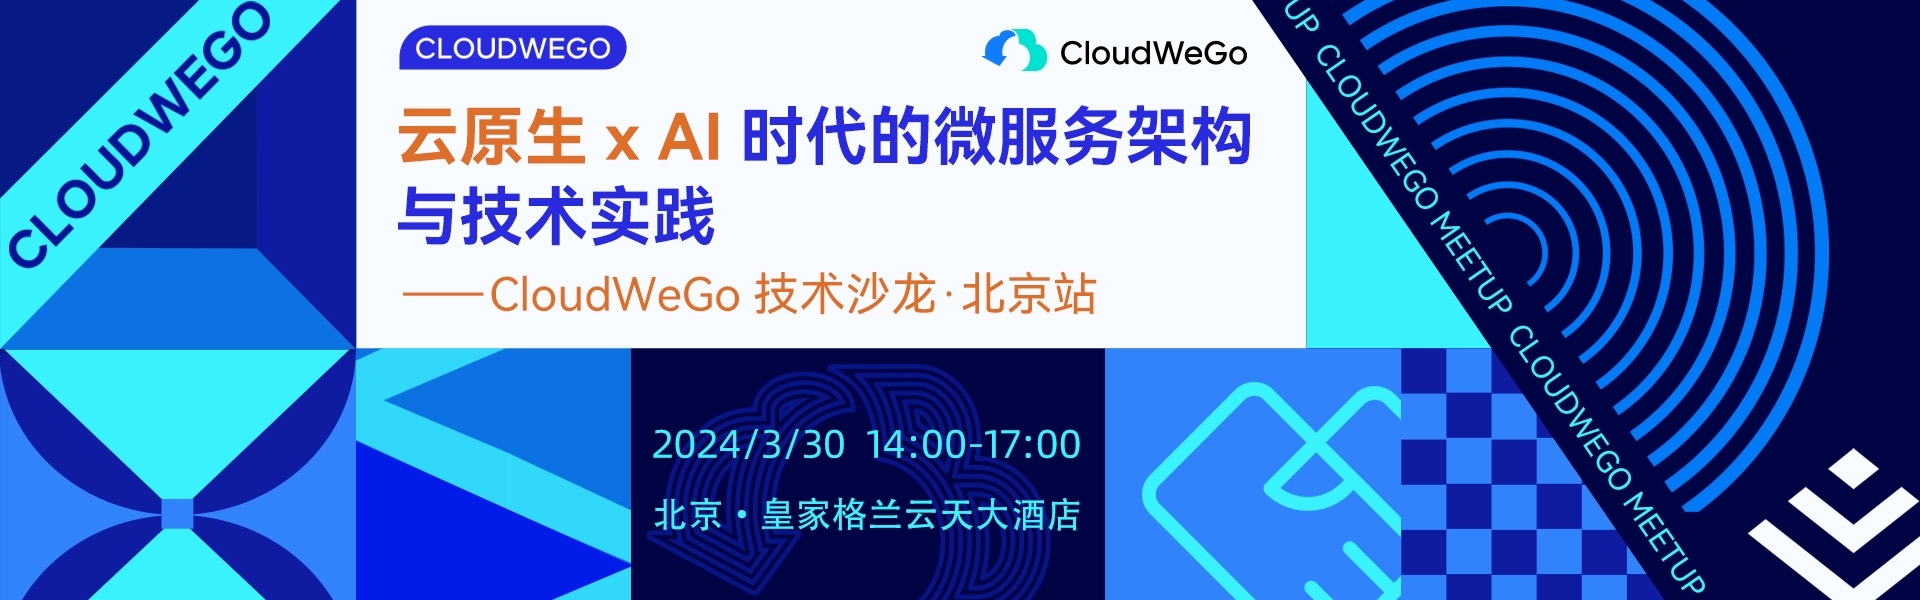 CLOUDWEGO
CLOUDWEGO
CloudWeGo
云原生 x AI 时代的微服务架构
与技术实践
——CloudWeGo 技术沙龙·北京站
2024/3/30 14:00-17:00
北京·皇家格兰云天大酒店
UP CLOUDWEGO MEETUP CLOUDWEGO MEETUP